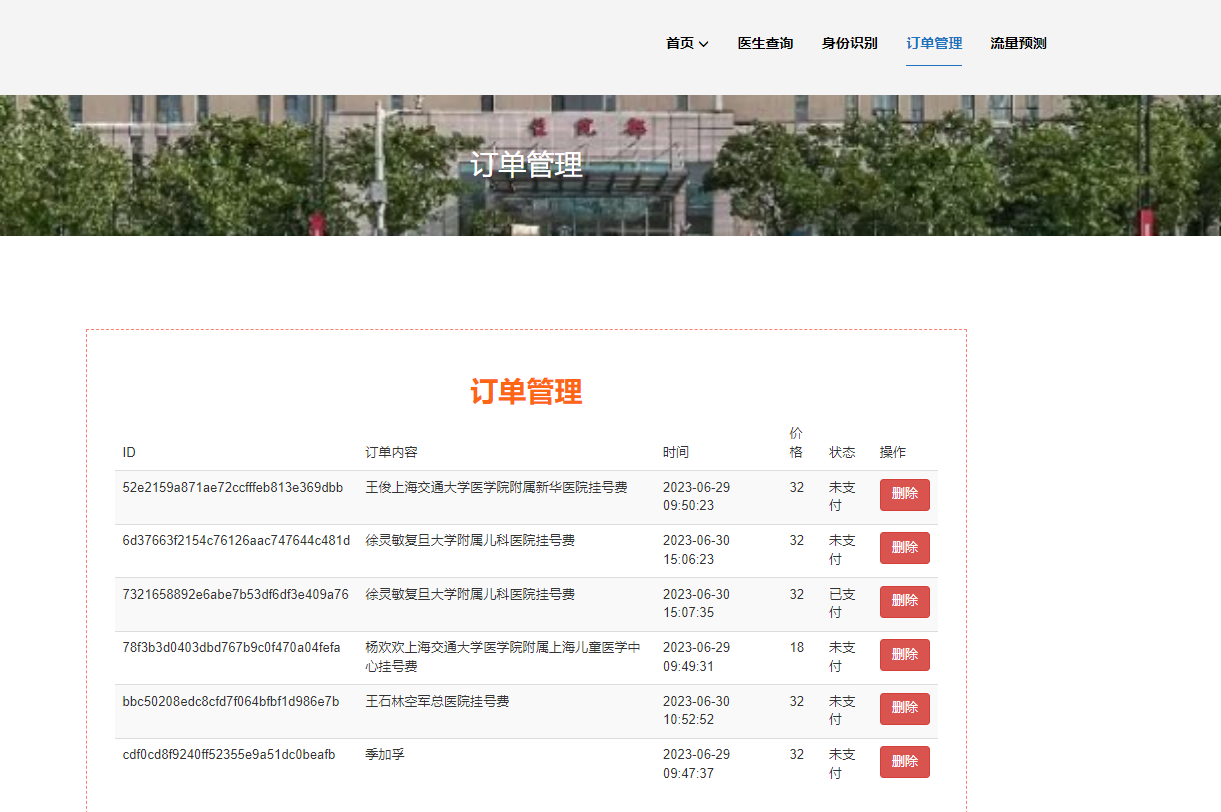 首页
医生查询
身份识别
订单管理
流量预测
住院部
订单管理
订单管理
ID 订单内容 时间 价格 状态 操作
52e2159a871ae72ccfffeb813e369dbb 王俊上海交通大学医学院附属新华医院挂号费 2023-06-29 09:50:23 32 未支付 删除
6d37663f2154c76126aac747644c481d 徐灵敏复旦大学附属儿科医院挂号费 2023-06-30 15:06:23 32 未支付 删除
7321658892e6abe7b53df6df3e409a76 徐灵敏复旦大学附属儿科医院挂号费 2023-06-30 15:07:35 32 已支付 删除
78f3b3d0403dbd767b9c0f470a04fefa 杨欢欢上海交通大学医学院附属上海儿童医学中心挂号费 2023-06-29 09:49:31 18 未支付 删除
bbc50208edc8cfd7f064bfbf1d986e7b 王石林空军总医院挂号费 2023-06-30 10:52:52 32 未支付 删除
cdf0cd8f9240ff52355e9a51dc0beafb 季加孚 2023-06-29 09:47:37 32 未支付 删除